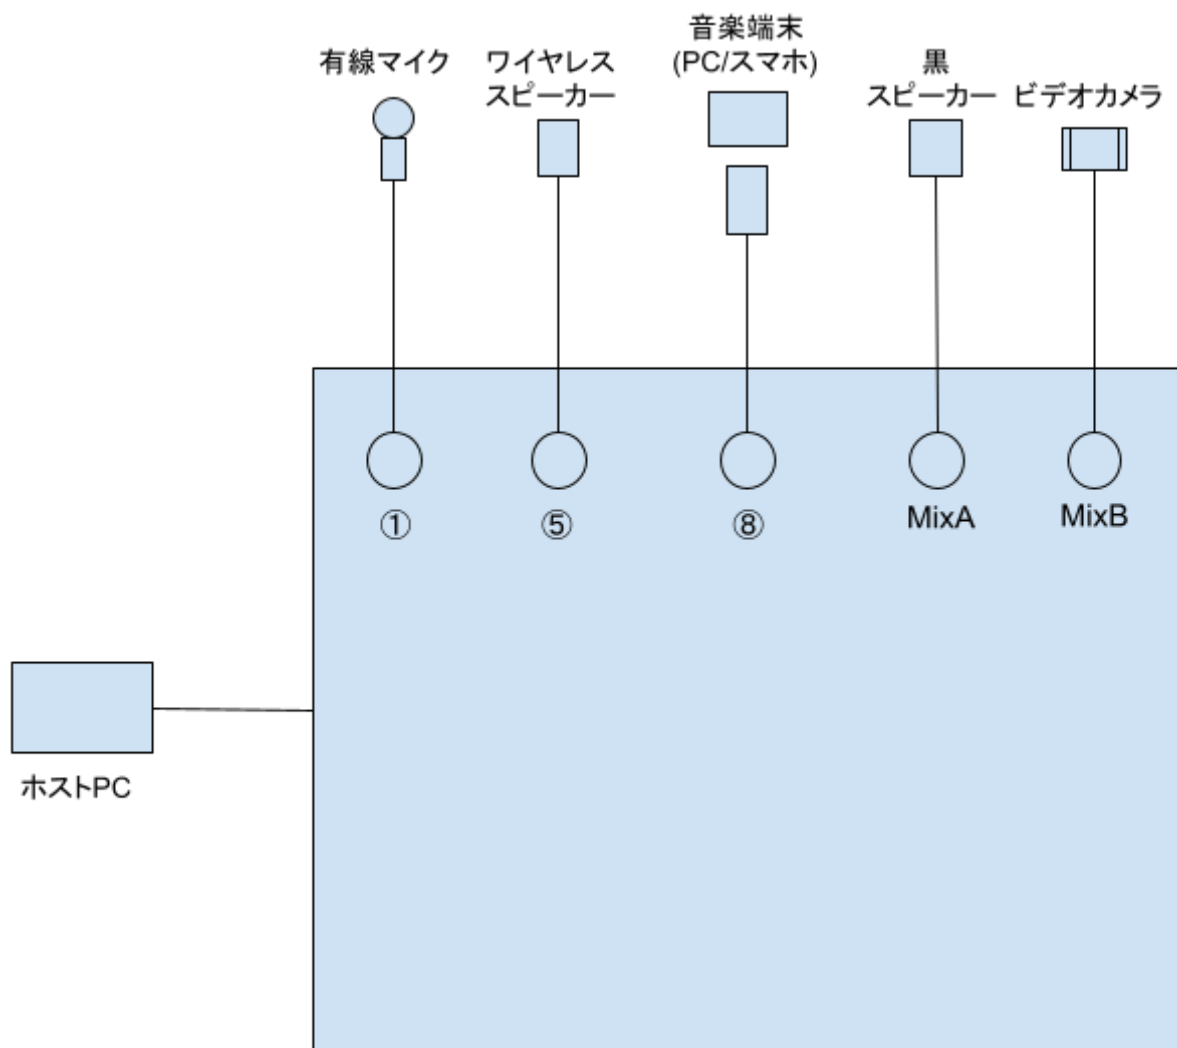 有線マイク
ワイヤレス
スピーカー
音楽端末
(PC/スマホ)
黒
スピーカー
ビデオカメラ
①
⑤
⑧
MixA
MixB
ホストPC